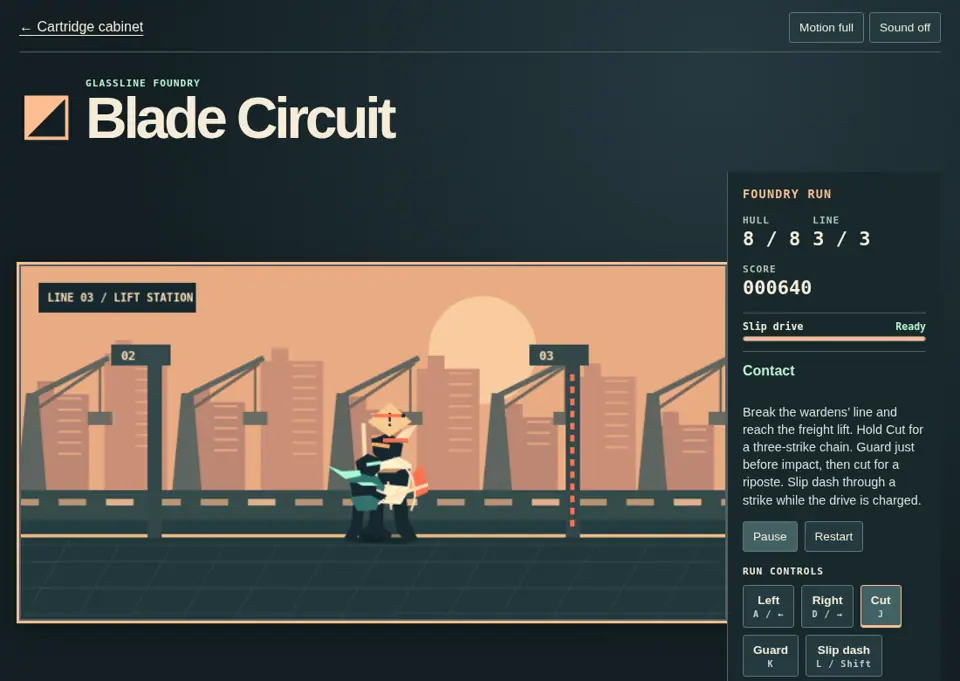 ← Cartridge cabinet
Motion full
Sound off
GLASSLINE FOUNDRY
Blade Circuit
LINE 03 / LIFT STATION
02
03
!
FOUNDRY RUN
HULL LINE
8 / 8 3 / 3
SCORE
000640
Slip drive Ready
Contact
Break the wardens’ line and
reach the freight lift. Hold Cut for
a three-strike chain. Guard just
before impact, then cut for a
riposte. Slip dash through a
strike while the drive is charged.
Pause Restart
RUN CONTROLS
Left Right Cut
A / ← D / → J
Guard Slip dash
K L / Shift